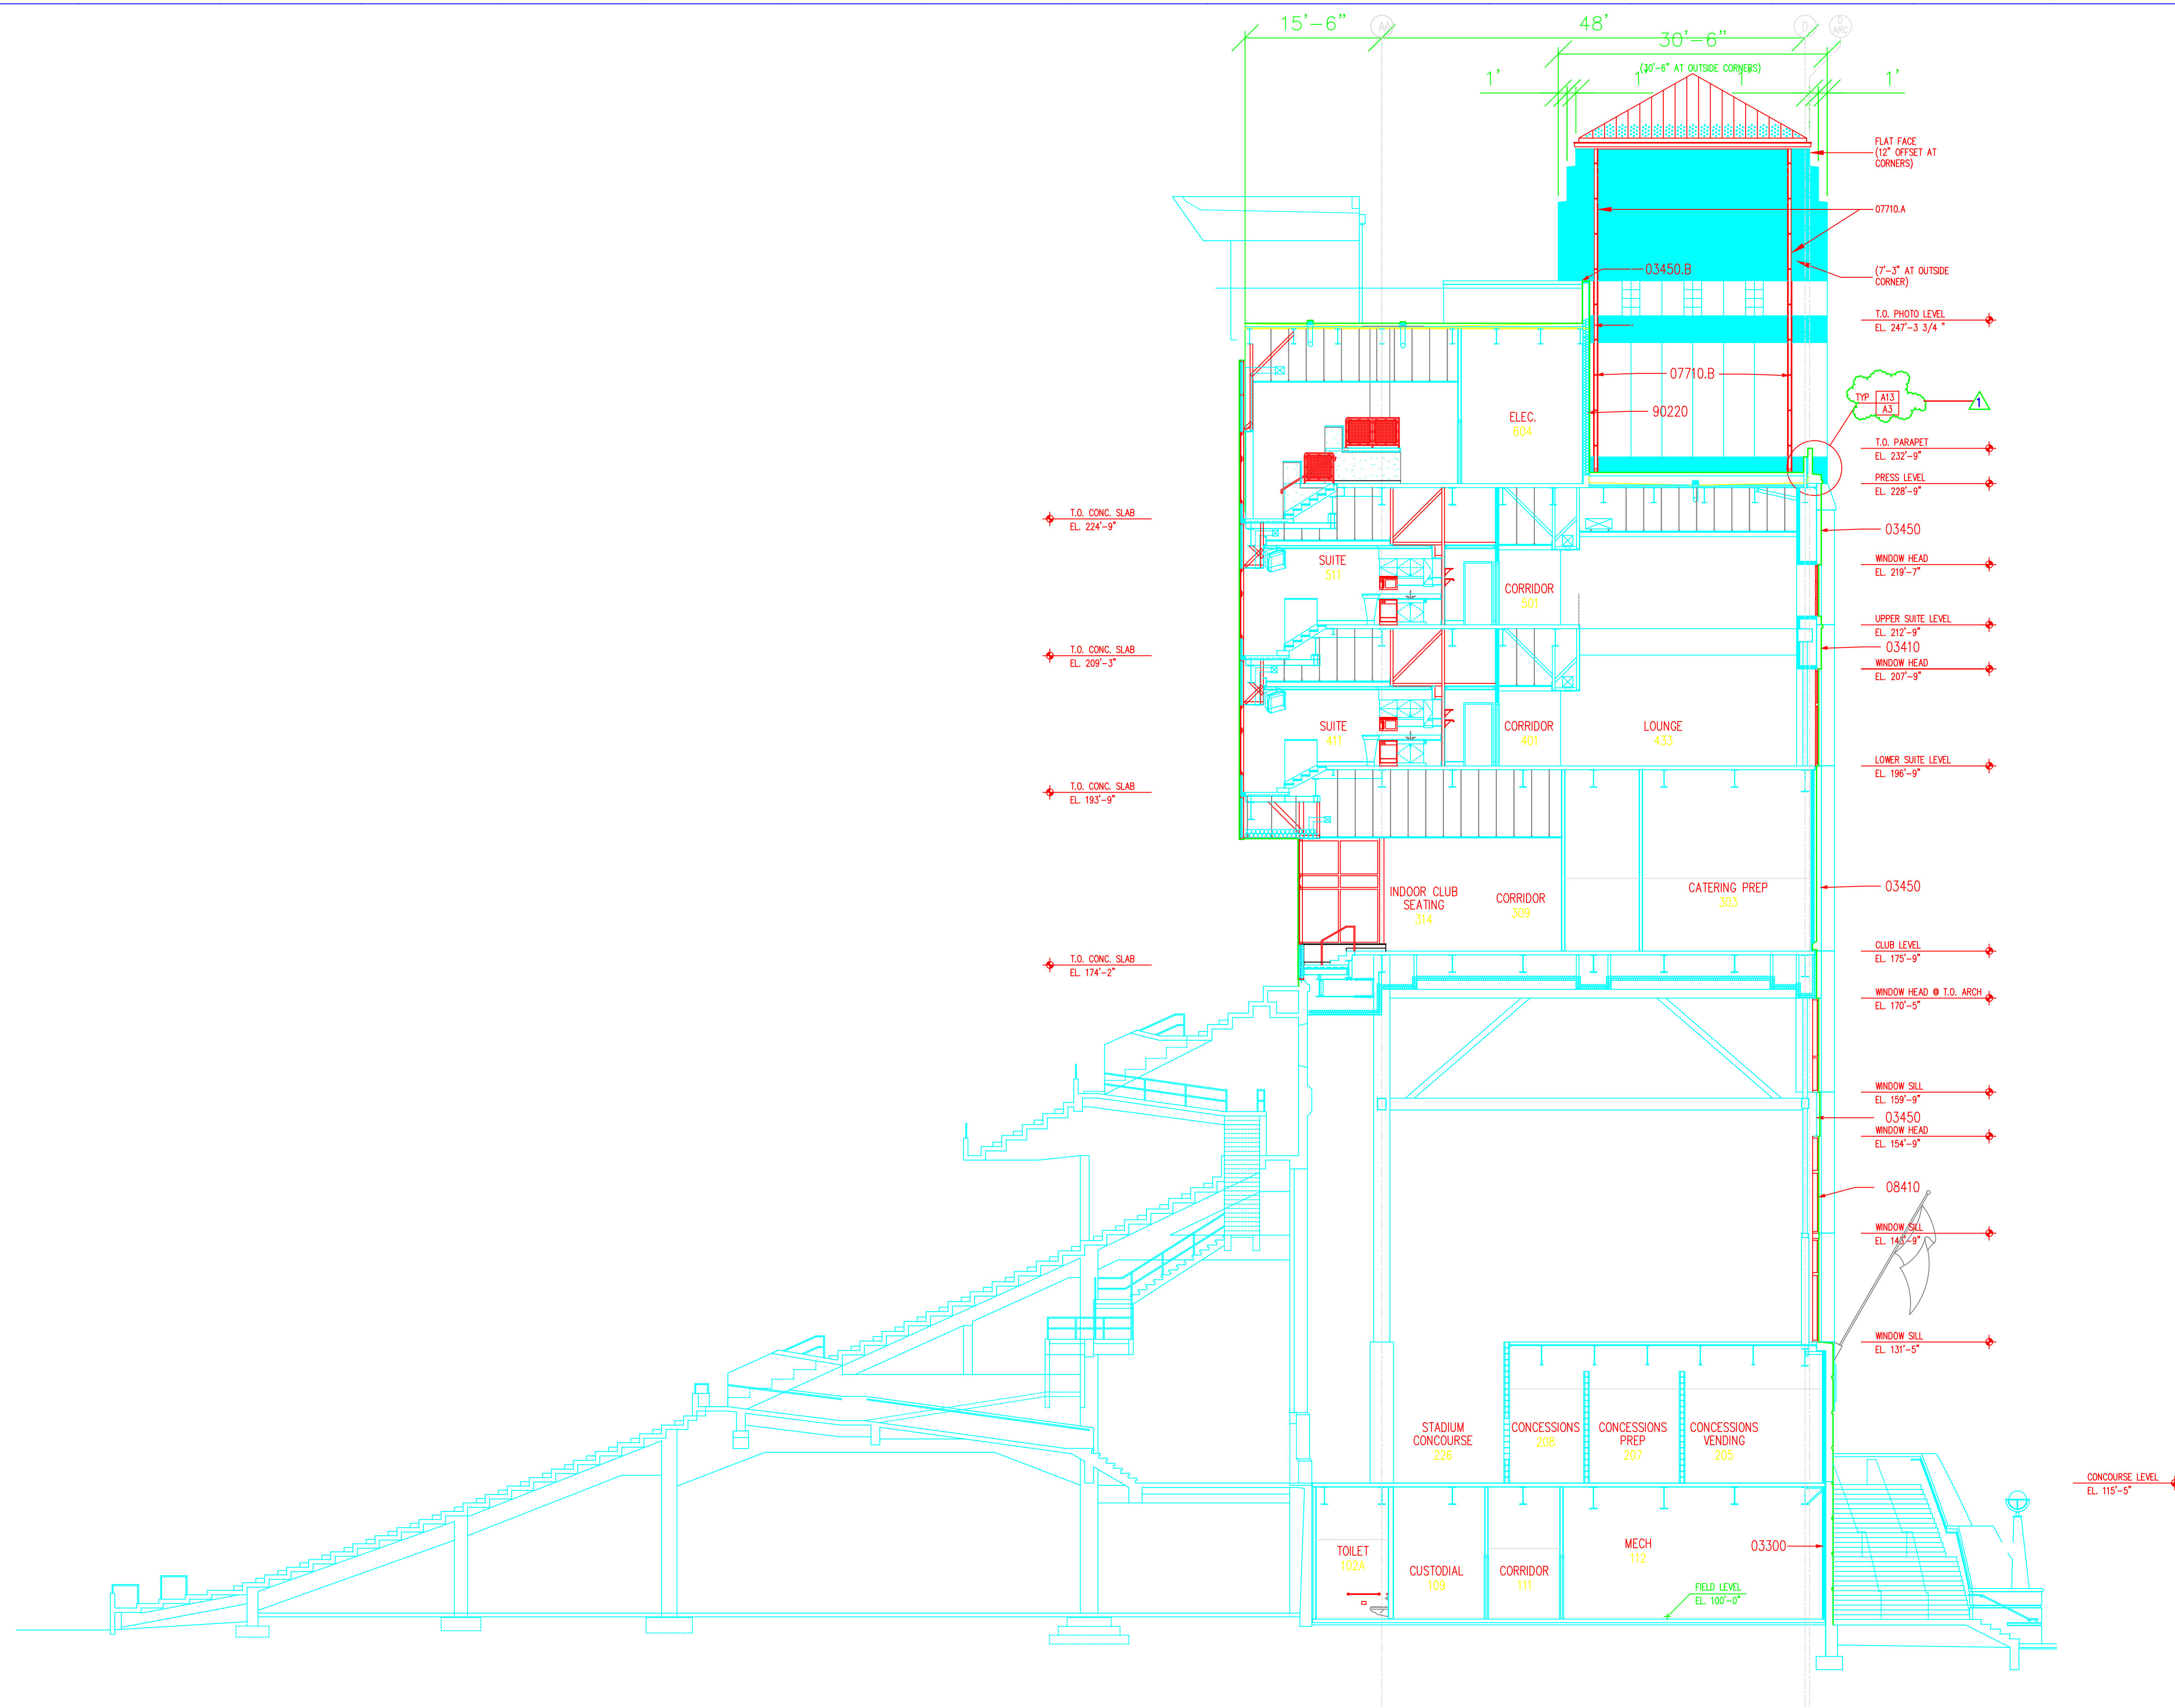 15'-6"
AA
48'
D
D
ARC
30'-6"
(30'-6" AT OUTSIDE CORNERS)
1'
1'
1'
1'
FLAT FACE
(12" OFFSET AT
CORNERS)
07710.A
03450.B
(7'-3" AT OUTSIDE
CORNER)
T.O. PHOTO LEVEL
EL. 247'-3 3/4 "
07710.B
TYP
A13
A3
1
90220
ELEC.
604
T.O. PARAPET
EL. 232'-9"
PRESS LEVEL
EL. 228'-9"
T.O. CONC. SLAB
EL. 224'-9"
03450
SUITE
511
WINDOW HEAD
EL. 219'-7"
CORRIDOR
501
UPPER SUITE LEVEL
EL. 212'-9"
T.O. CONC. SLAB
EL. 209'-3"
03410
WINDOW HEAD
EL. 207'-9"
SUITE
411
CORRIDOR
401
LOUNGE
433
LOWER SUITE LEVEL
EL. 196'-9"
T.O. CONC. SLAB
EL. 193'-9"
INDOOR CLUB
SEATING
314
CORRIDOR
309
CATERING PREP
303
03450
CLUB LEVEL
EL. 175'-9"
T.O. CONC. SLAB
EL. 174'-2"
WINDOW HEAD @ T.O. ARCH
EL. 170'-5"
WINDOW SILL
EL. 159'-9"
03450
WINDOW HEAD
EL. 154'-9"
08410
WINDOW SILL
EL. 143'-9"
WINDOW SILL
EL. 131'-5"
STADIUM
CONCOURSE
226
CONCESSIONS
206
CONCESSIONS
PREP
207
CONCESSIONS
VENDING
205
CONCOURSE LEVEL
EL. 115'-5"
TOILET
102A
CUSTODIAL
109
CORRIDOR
111
MECH
112
03300
FIELD LEVEL
EL. 100'-0"